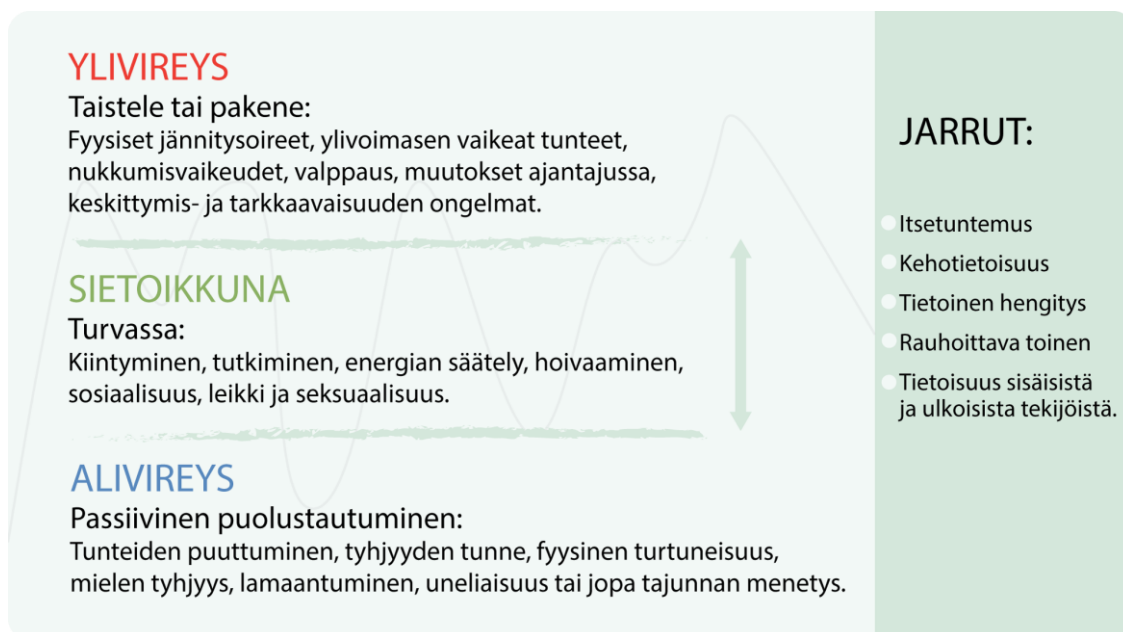 YLIVIREYS
Taistele tai pakene:
Fyysiset jännitysoireet, ylivoimasen vaikeat tunteet,
nukkumisvaikeudet, valppaus, muutokset ajantajussa,
keskittymis- ja tarkkaavaisuuden ongelmat.
SIETOIKKUNA
Turvassa:
Kiintyminen, tutkiminen, energian säätely, hoivaaminen,
sosiaalisuus, leikki ja seksuaalisuus.
ALIVIREYS
Passiivinen puolustautuminen:
Tunteiden puuttuminen, tyhjyyden tunne, fyysinen turtuneisuus,
mielen tyhjyys, lamaantuminen, uneliaisuus tai jopa tajunnan menetys.
JARRUT:
Itsetuntemus
Kehotietoisuus
Tietoinen hengitys
Rauhoittava toinen
Tietoisuus sisäisistä
ja ulkoisista tekijöistä.